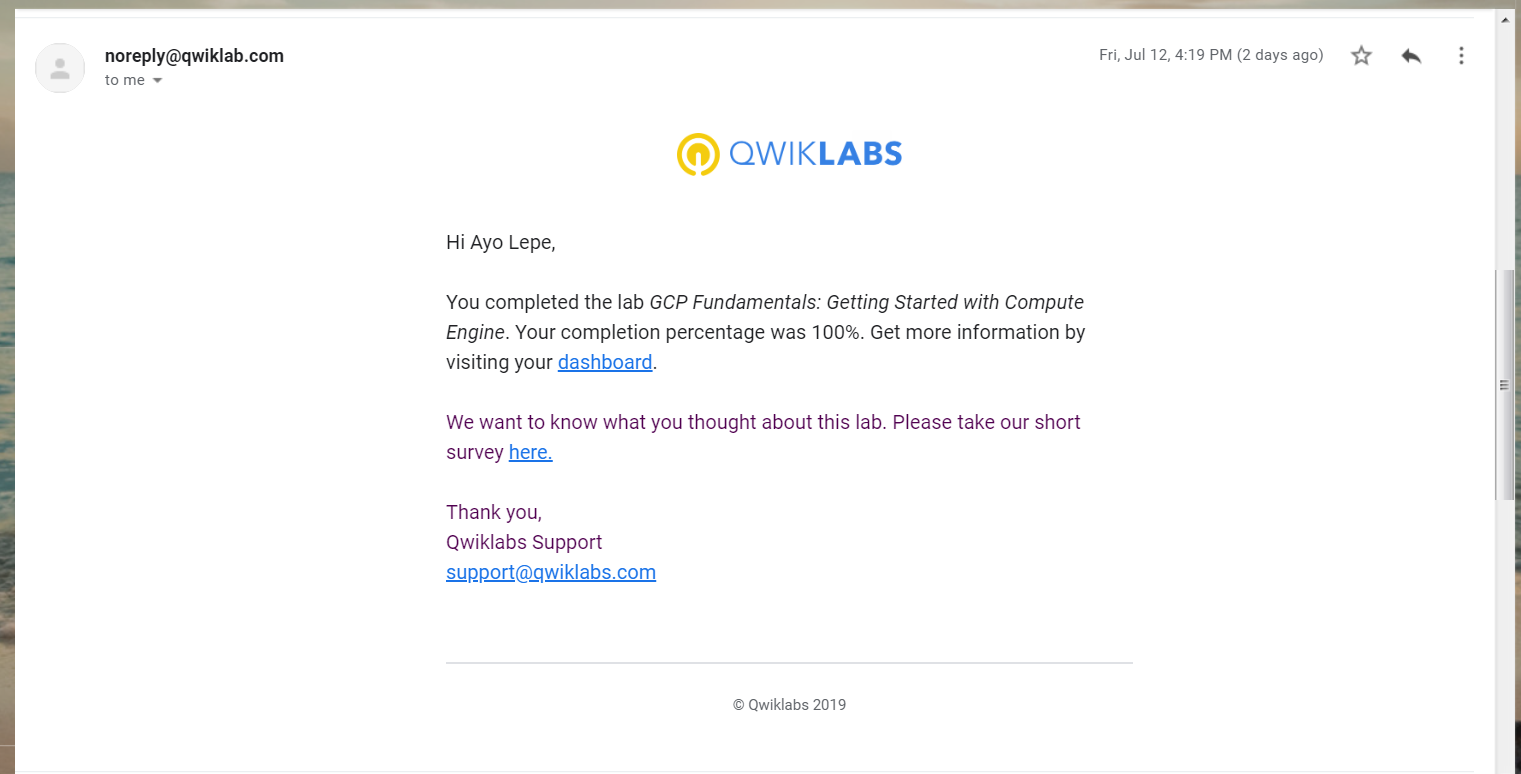 noreply@qwiklab.com
Fri, Jul 12, 4:19 PM (2 days ago)
to me
QWIKLABS
Hi Ayo Lepe,
You completed the lab GCP Fundamentals: Getting Started with Compute
Engine. Your completion percentage was 100%. Get more information by
visiting your dashboard.
We want to know what you thought about this lab. Please take our short
survey here.
Thank you,
Qwiklabs Support
support@qwiklabs.com
© Qwiklabs 2019